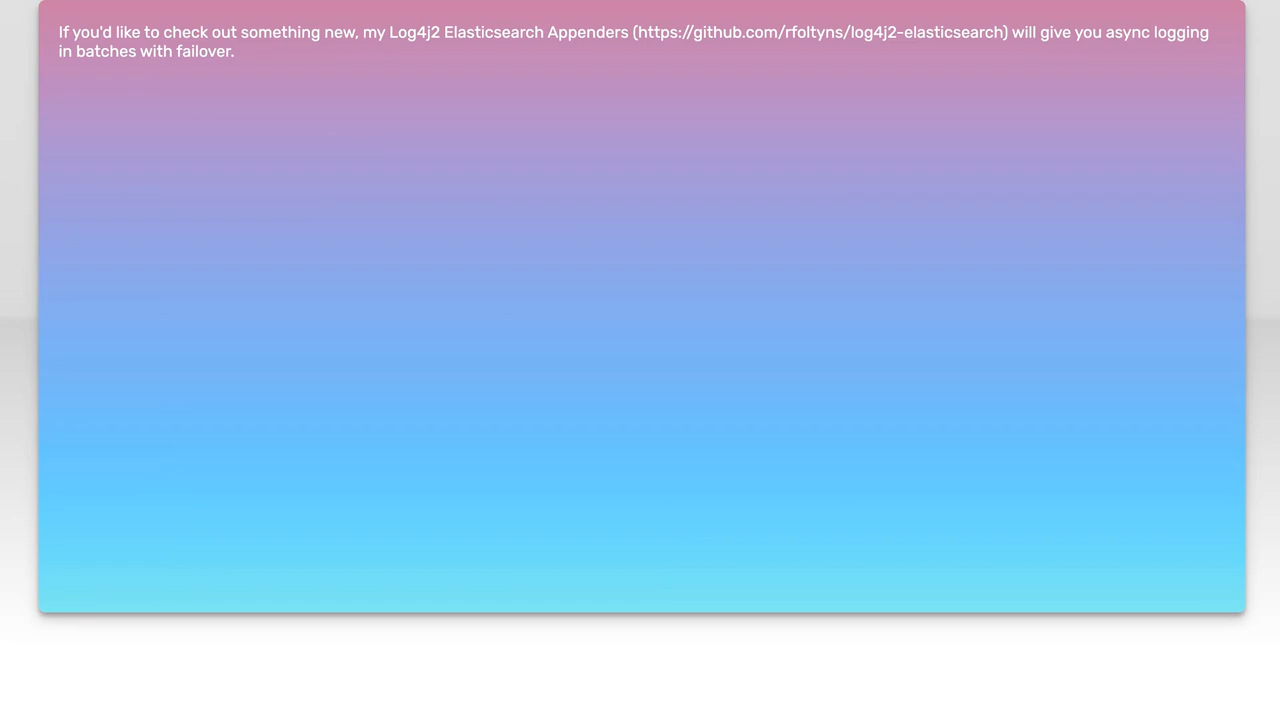 If you'd like to check out something new, my Log4j2 Elasticsearch Appenders (https://github.com/rfoltyns/log4j2-elasticsearch) will give you async logging
in batches with failover.